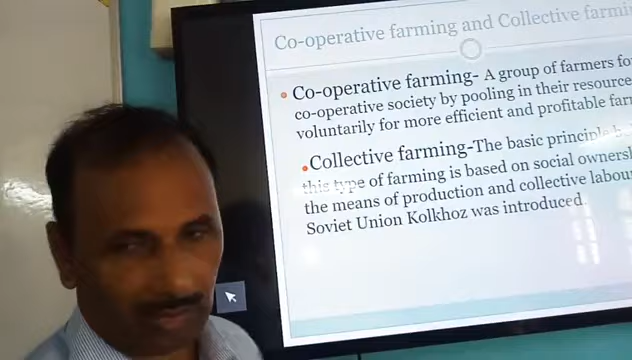 Co-operative farming and Collective
Co-operative farming- A group of farmers
co-operative society by pooling in their
voluntarily for more efficient and profitable
Collective farming-The basic principle
this type of farming is based on social
the means of production and collective
Soviet Union Kolkhoz was introduced.